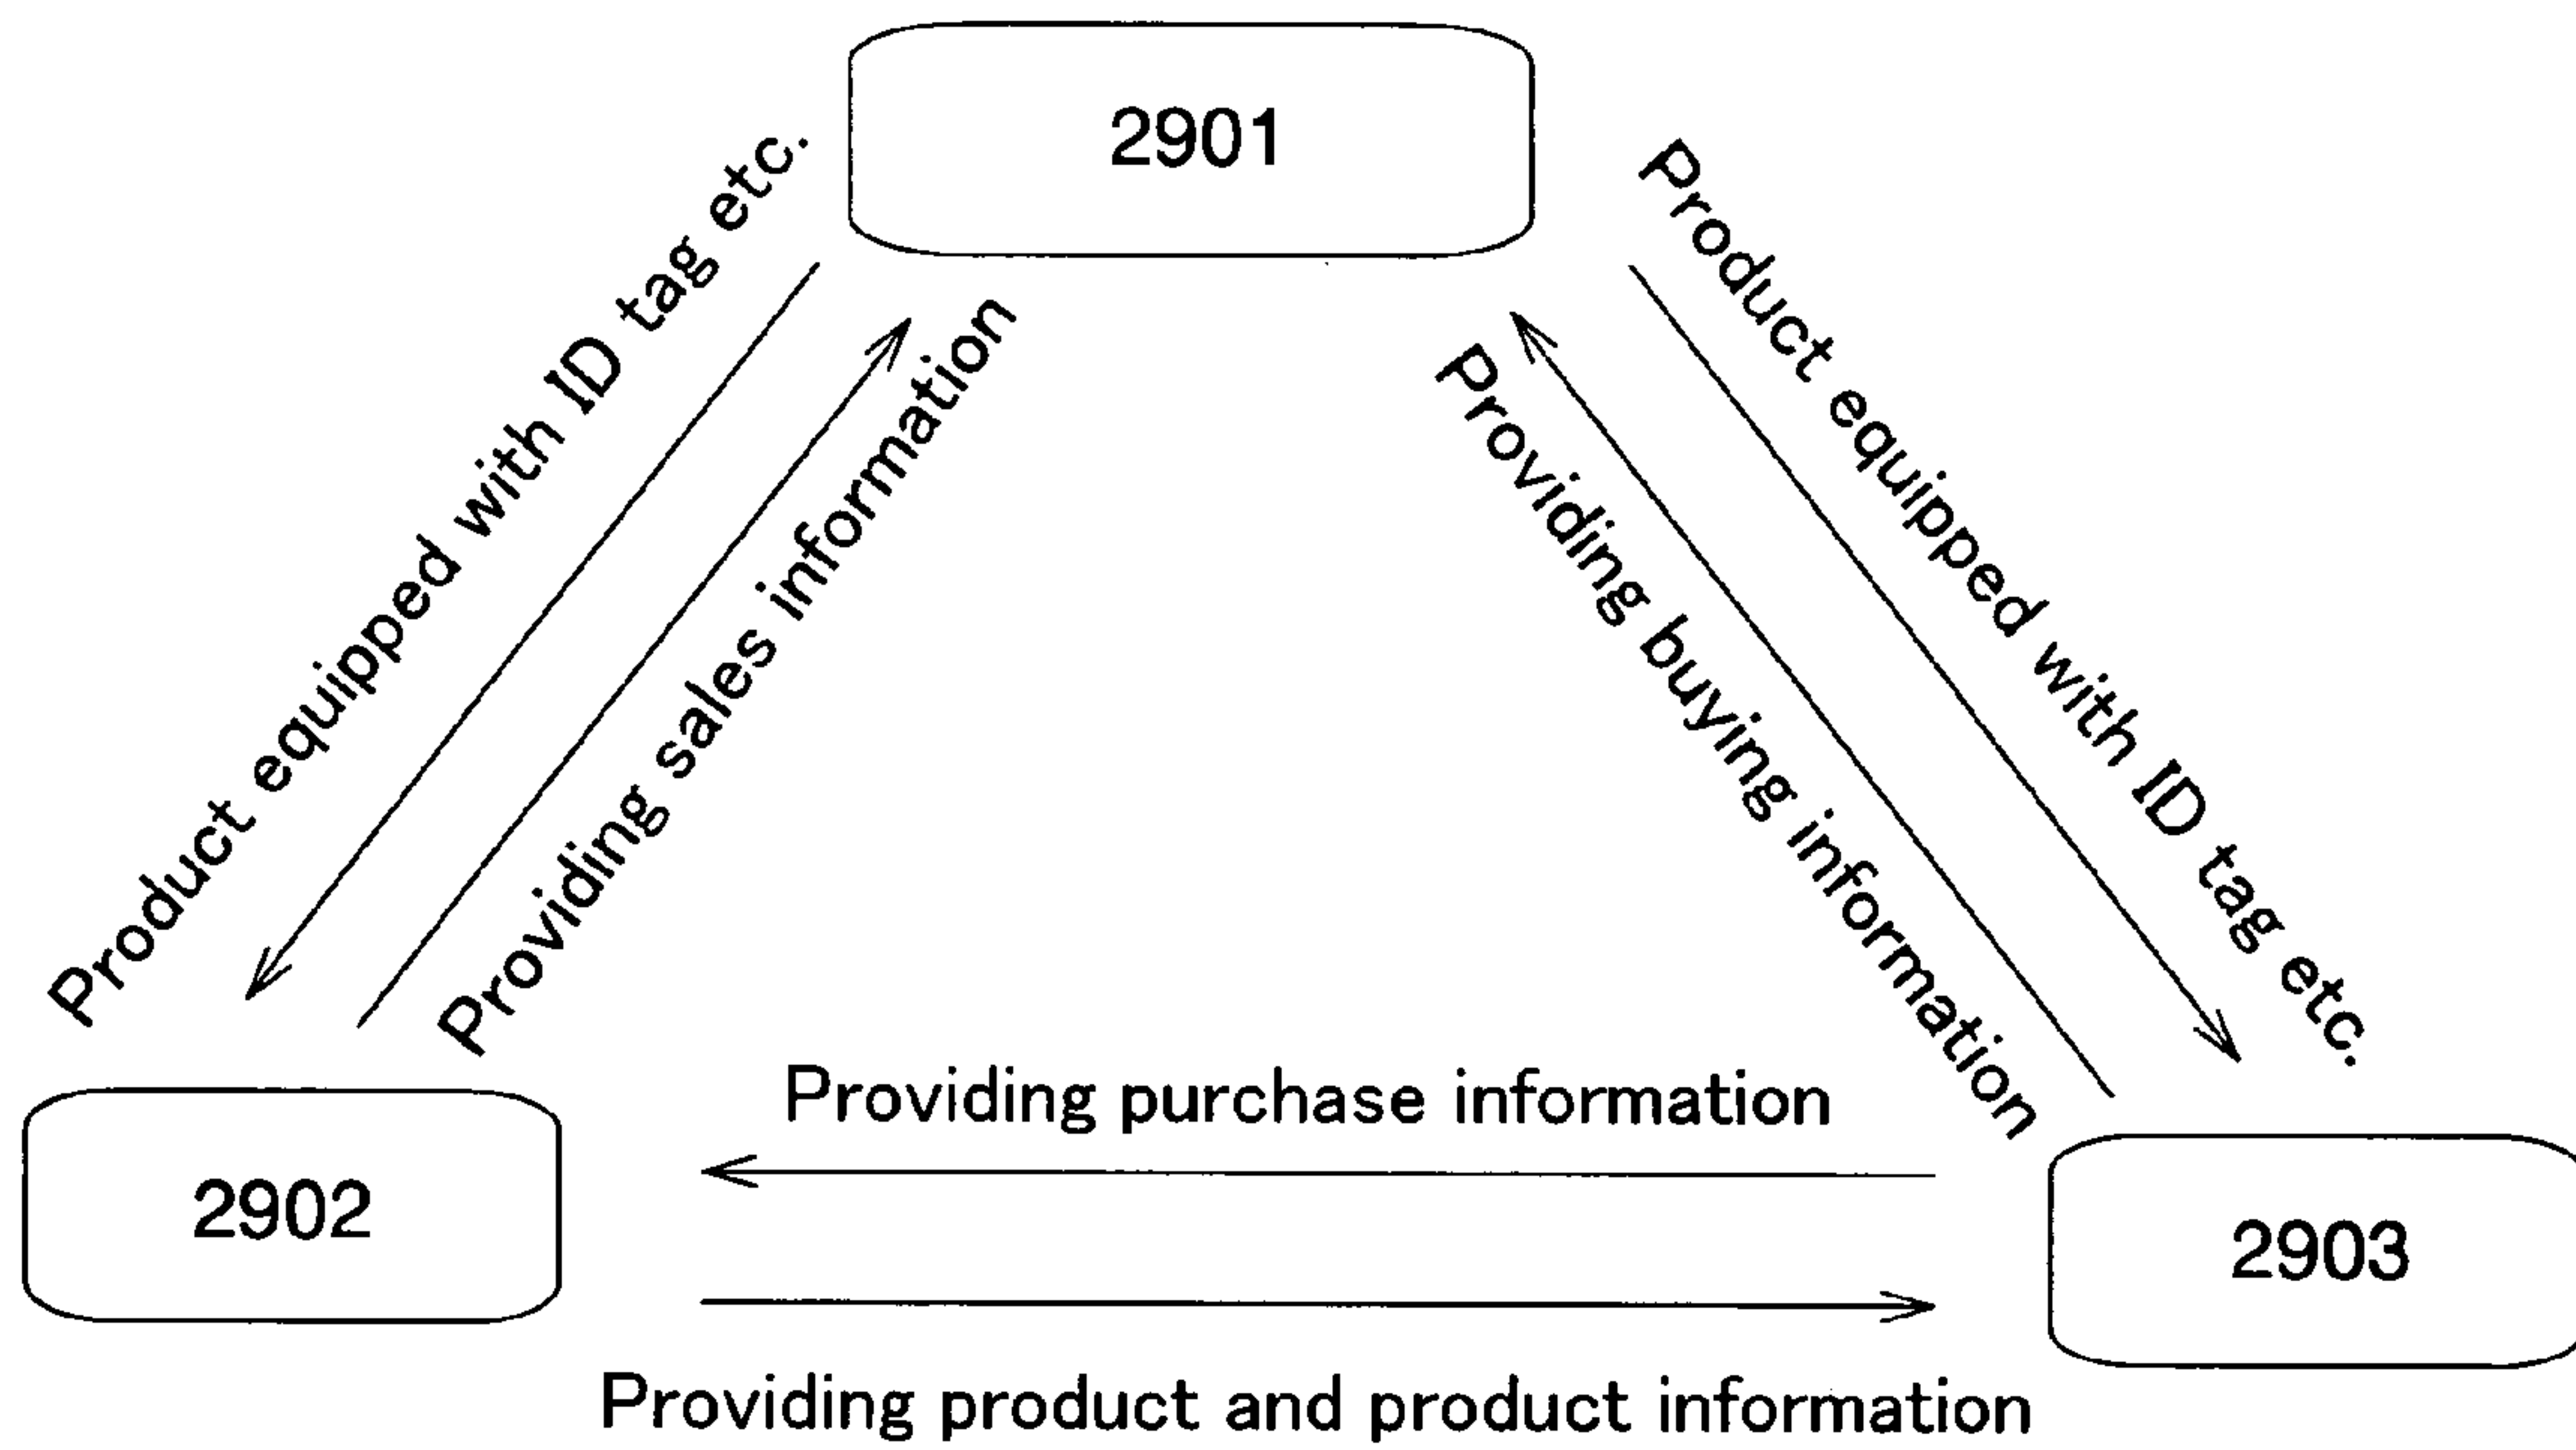 2901
Product equipped with ID tag etc.
Providing sales information
Providing buying information
Product equipped with ID tag etc.
Providing purchase information
2902
2903
Providing product and product information